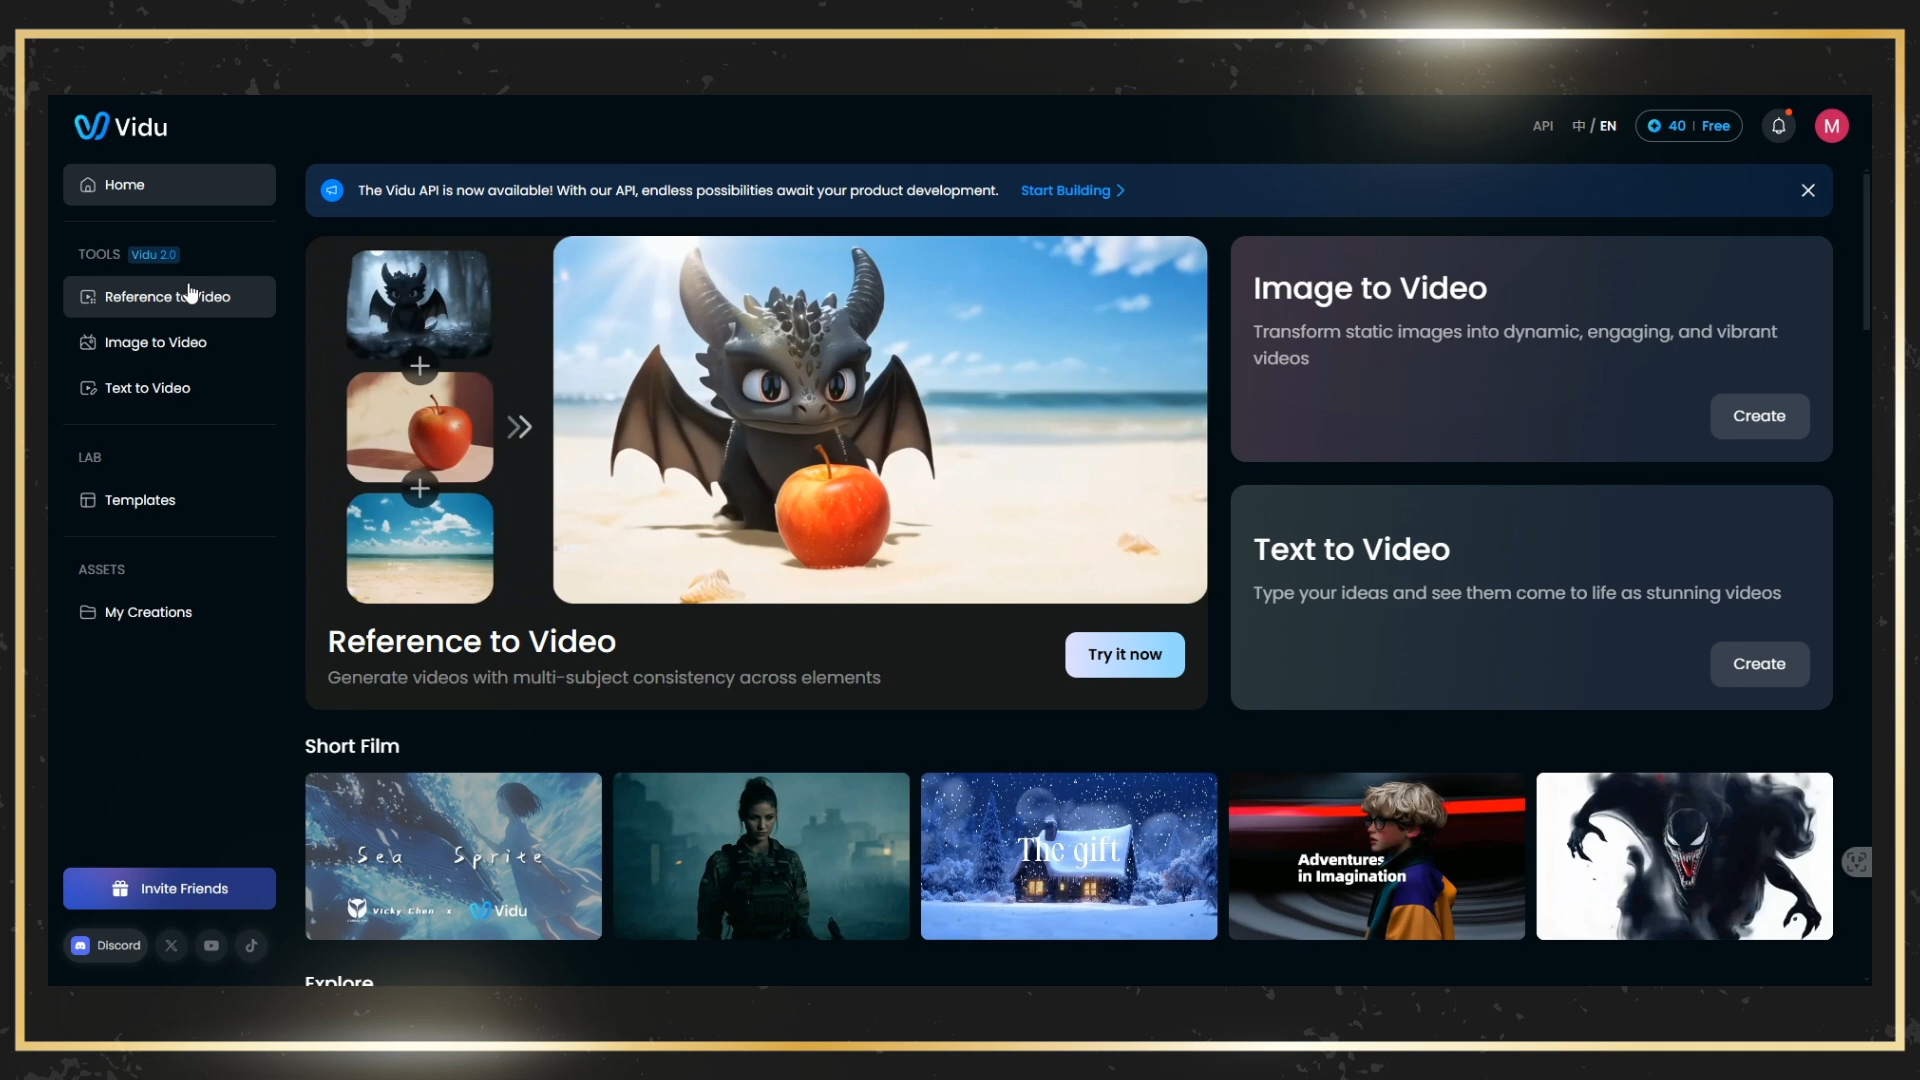 Vidu
API
中 / EN
40 | Free
M
Home
The Vidu API is now available! With our API, endless possibilities await your product development.
Start Building
TOOLS
Vidu 2.0
Reference to Video
Image to Video
Text to Video
LAB
Templates
ASSETS
My Creations
Invite Friends
Discord
Reference to Video
Generate videos with multi-subject consistency across elements
Try it now
Image to Video
Transform static images into dynamic, engaging, and vibrant
videos
Create
Text to Video
Type your ideas and see them come to life as stunning videos
Create
Short Film
Sea Sprite
Vicky Chen x Vidu
The gift
Adventures
in Imagination
Explore